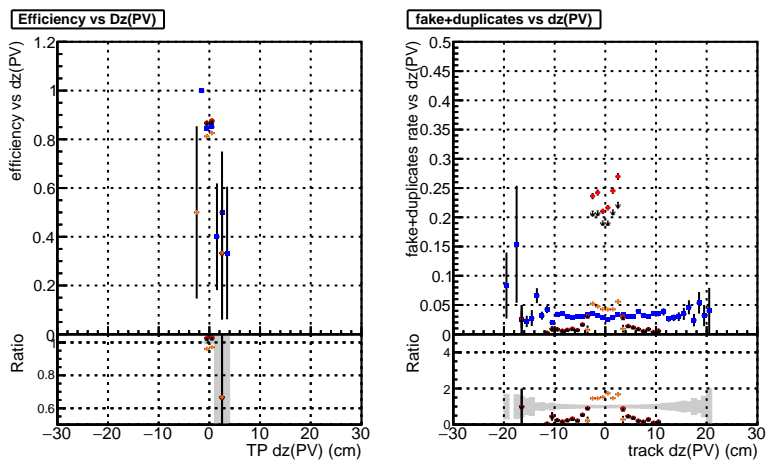 Efficiency vs Dz(PV)
efficiency vs dz(PV)
1.2
1
0.8
0.6
0.4
0.2
0
Ratio
1
0.8
0.6
−30 −20 −10 0 10 20 30
TP dz(PV) (cm)
fake+duplicates vs dz(PV)
fake+duplicates rate vs dz(PV)
0.5
0.45
0.4
0.35
0.3
0.25
0.2
0.15
0.1
0.05
0
Ratio
4
2
0
−30 −20 −10 0 10 20 30
track dz(PV) (cm)